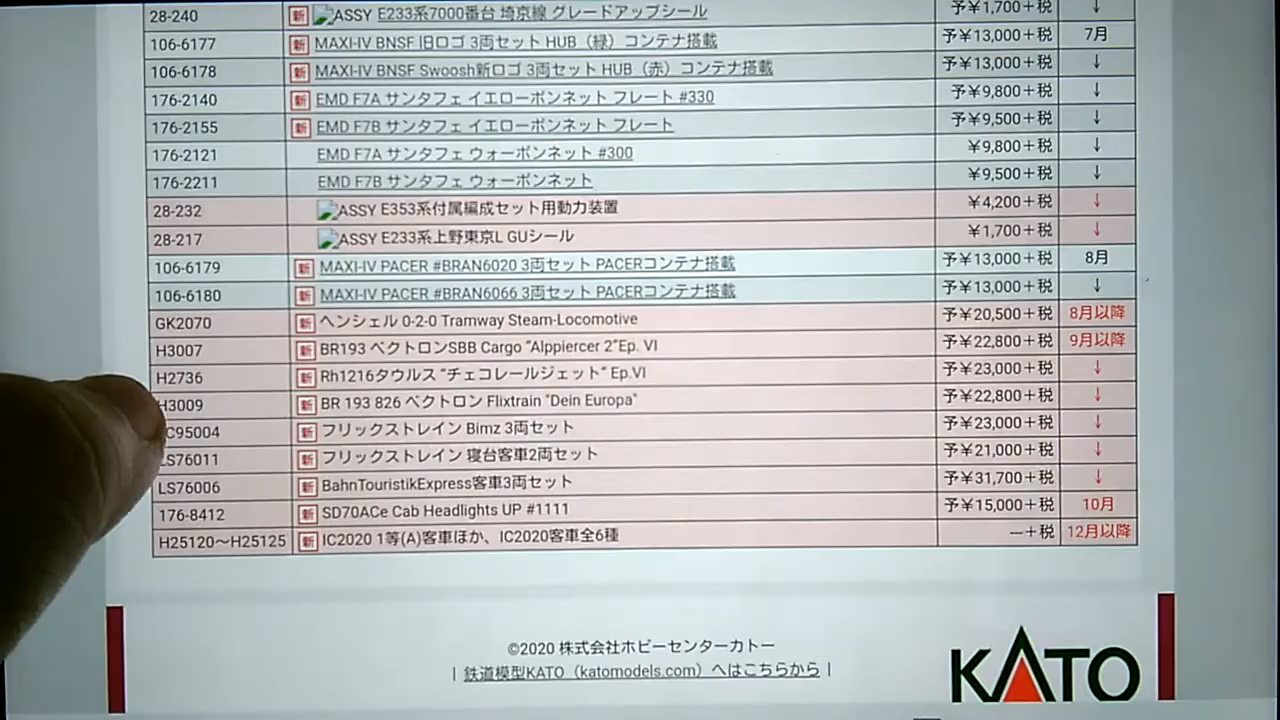 28-240 新 ASSY E233系7000番台 埼京線 グレードアップシール 予¥1,700+税 ↓
106-6177 新 MAXI-IV BNSF 旧ロゴ 3両セット HUB（緑）コンテナ搭載 予¥13,000+税 7月
106-6178 新 MAXI-IV BNSF Swoosh新ロゴ 3両セット HUB（赤）コンテナ搭載 予¥13,000+税 ↓
176-2140 新 EMD F7A サンタフェ イエローボンネット フレート #330 予¥9,800+税 ↓
176-2155 新 EMD F7B サンタフェ イエローボンネット フレート 予¥9,500+税 ↓
176-2121 EMD F7A サンタフェ ウォーボンネット #300 ¥9,800+税 ↓
176-2211 EMD F7B サンタフェ ウォーボンネット ¥9,500+税 ↓
28-232 ASSY E353系付属編成セット用動力装置 ¥4,200+税 ↓
28-217 ASSY E233系上野東京L GUシール ¥1,700+税 ↓
106-6179 新 MAXI-IV PACER #BRAN6020 3両セット PACERコンテナ搭載 予¥13,000+税 8月
106-6180 新 MAXI-IV PACER #BRAN6066 3両セット PACERコンテナ搭載 予¥13,000+税 ↓
GK2070 新 ヘンシェル 0-2-0 Tramway Steam-Locomotive 予¥20,500+税 8月以降
H3007 新 BR193 ベクトロンSBB Cargo "Alppiercer 2"Ep. VI 予¥22,800+税 9月以降
H2736 新 Rh1216タウルス "チェコレールジェット" Ep.VI 予¥23,000+税 ↓
H3009 新 BR 193 826 ベクトロン Flixtrain "Dein Europa" 予¥22,800+税 ↓
C95004 新 フリックストレイン Bimz 3両セット 予¥23,000+税 ↓
LS76011 新 フリックストレイン 寝台客車2両セット 予¥21,000+税 ↓
LS76006 新 BahnTouristikExpress客車3両セット 予¥31,700+税 ↓
176-8412 新 SD70ACe Cab Headlights UP #1111 予¥15,000+税 10月
H25120～H25125 新 IC2020 1等(A)客車ほか、IC2020客車全6種 ---+税 12月以降
©2020 株式会社ホビーセンターカトー
| 鉄道模型KATO（katomodels.com）へはこちらから |
KATO